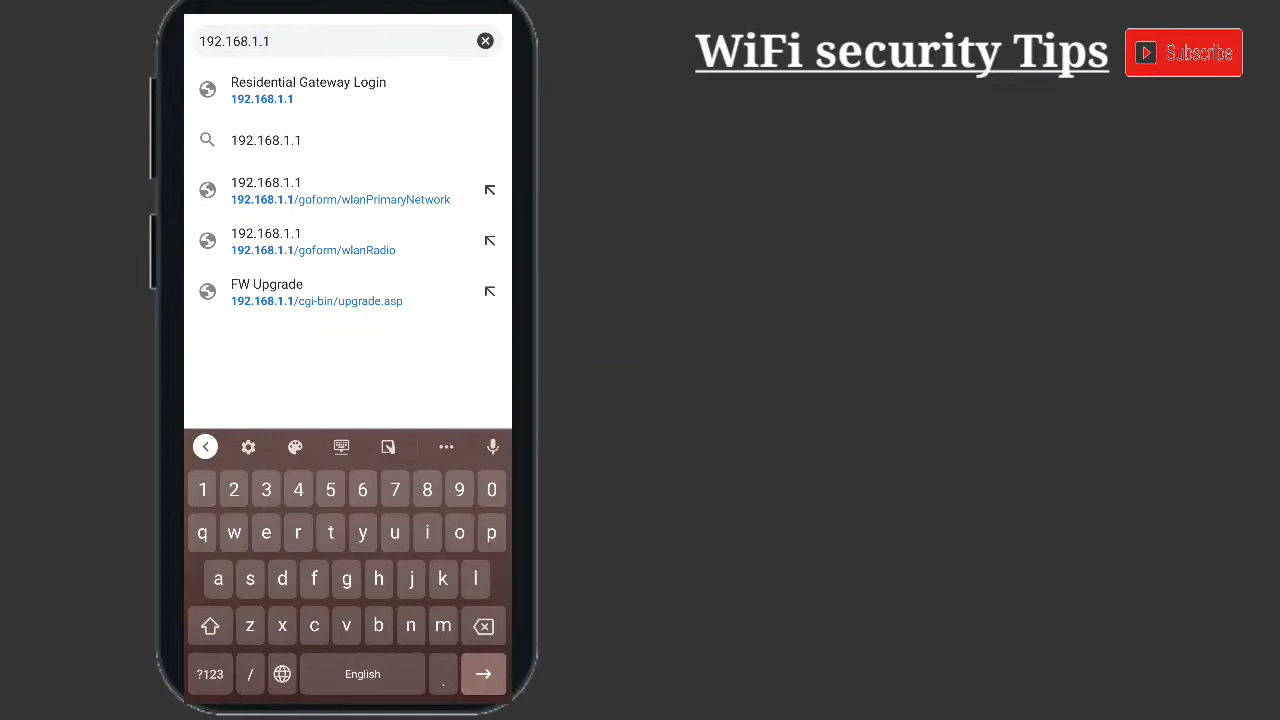 192.168.1.1
WiFi security Tips
Subscribe
Residential Gateway Login
192.168.1.1
192.168.1.1
192.168.1.1
192.168.1.1/goform/wlanPrimaryNetwork
192.168.1.1
192.168.1.1/goform/wlanRadio
FW Upgrade
192.168.1.1/cgi-bin/upgrade.asp
1 2 3 4 5 6 7 8 9 0
q w e r t y u i o p
a s d f g h j k l
z x c v b n m
?123 / English .